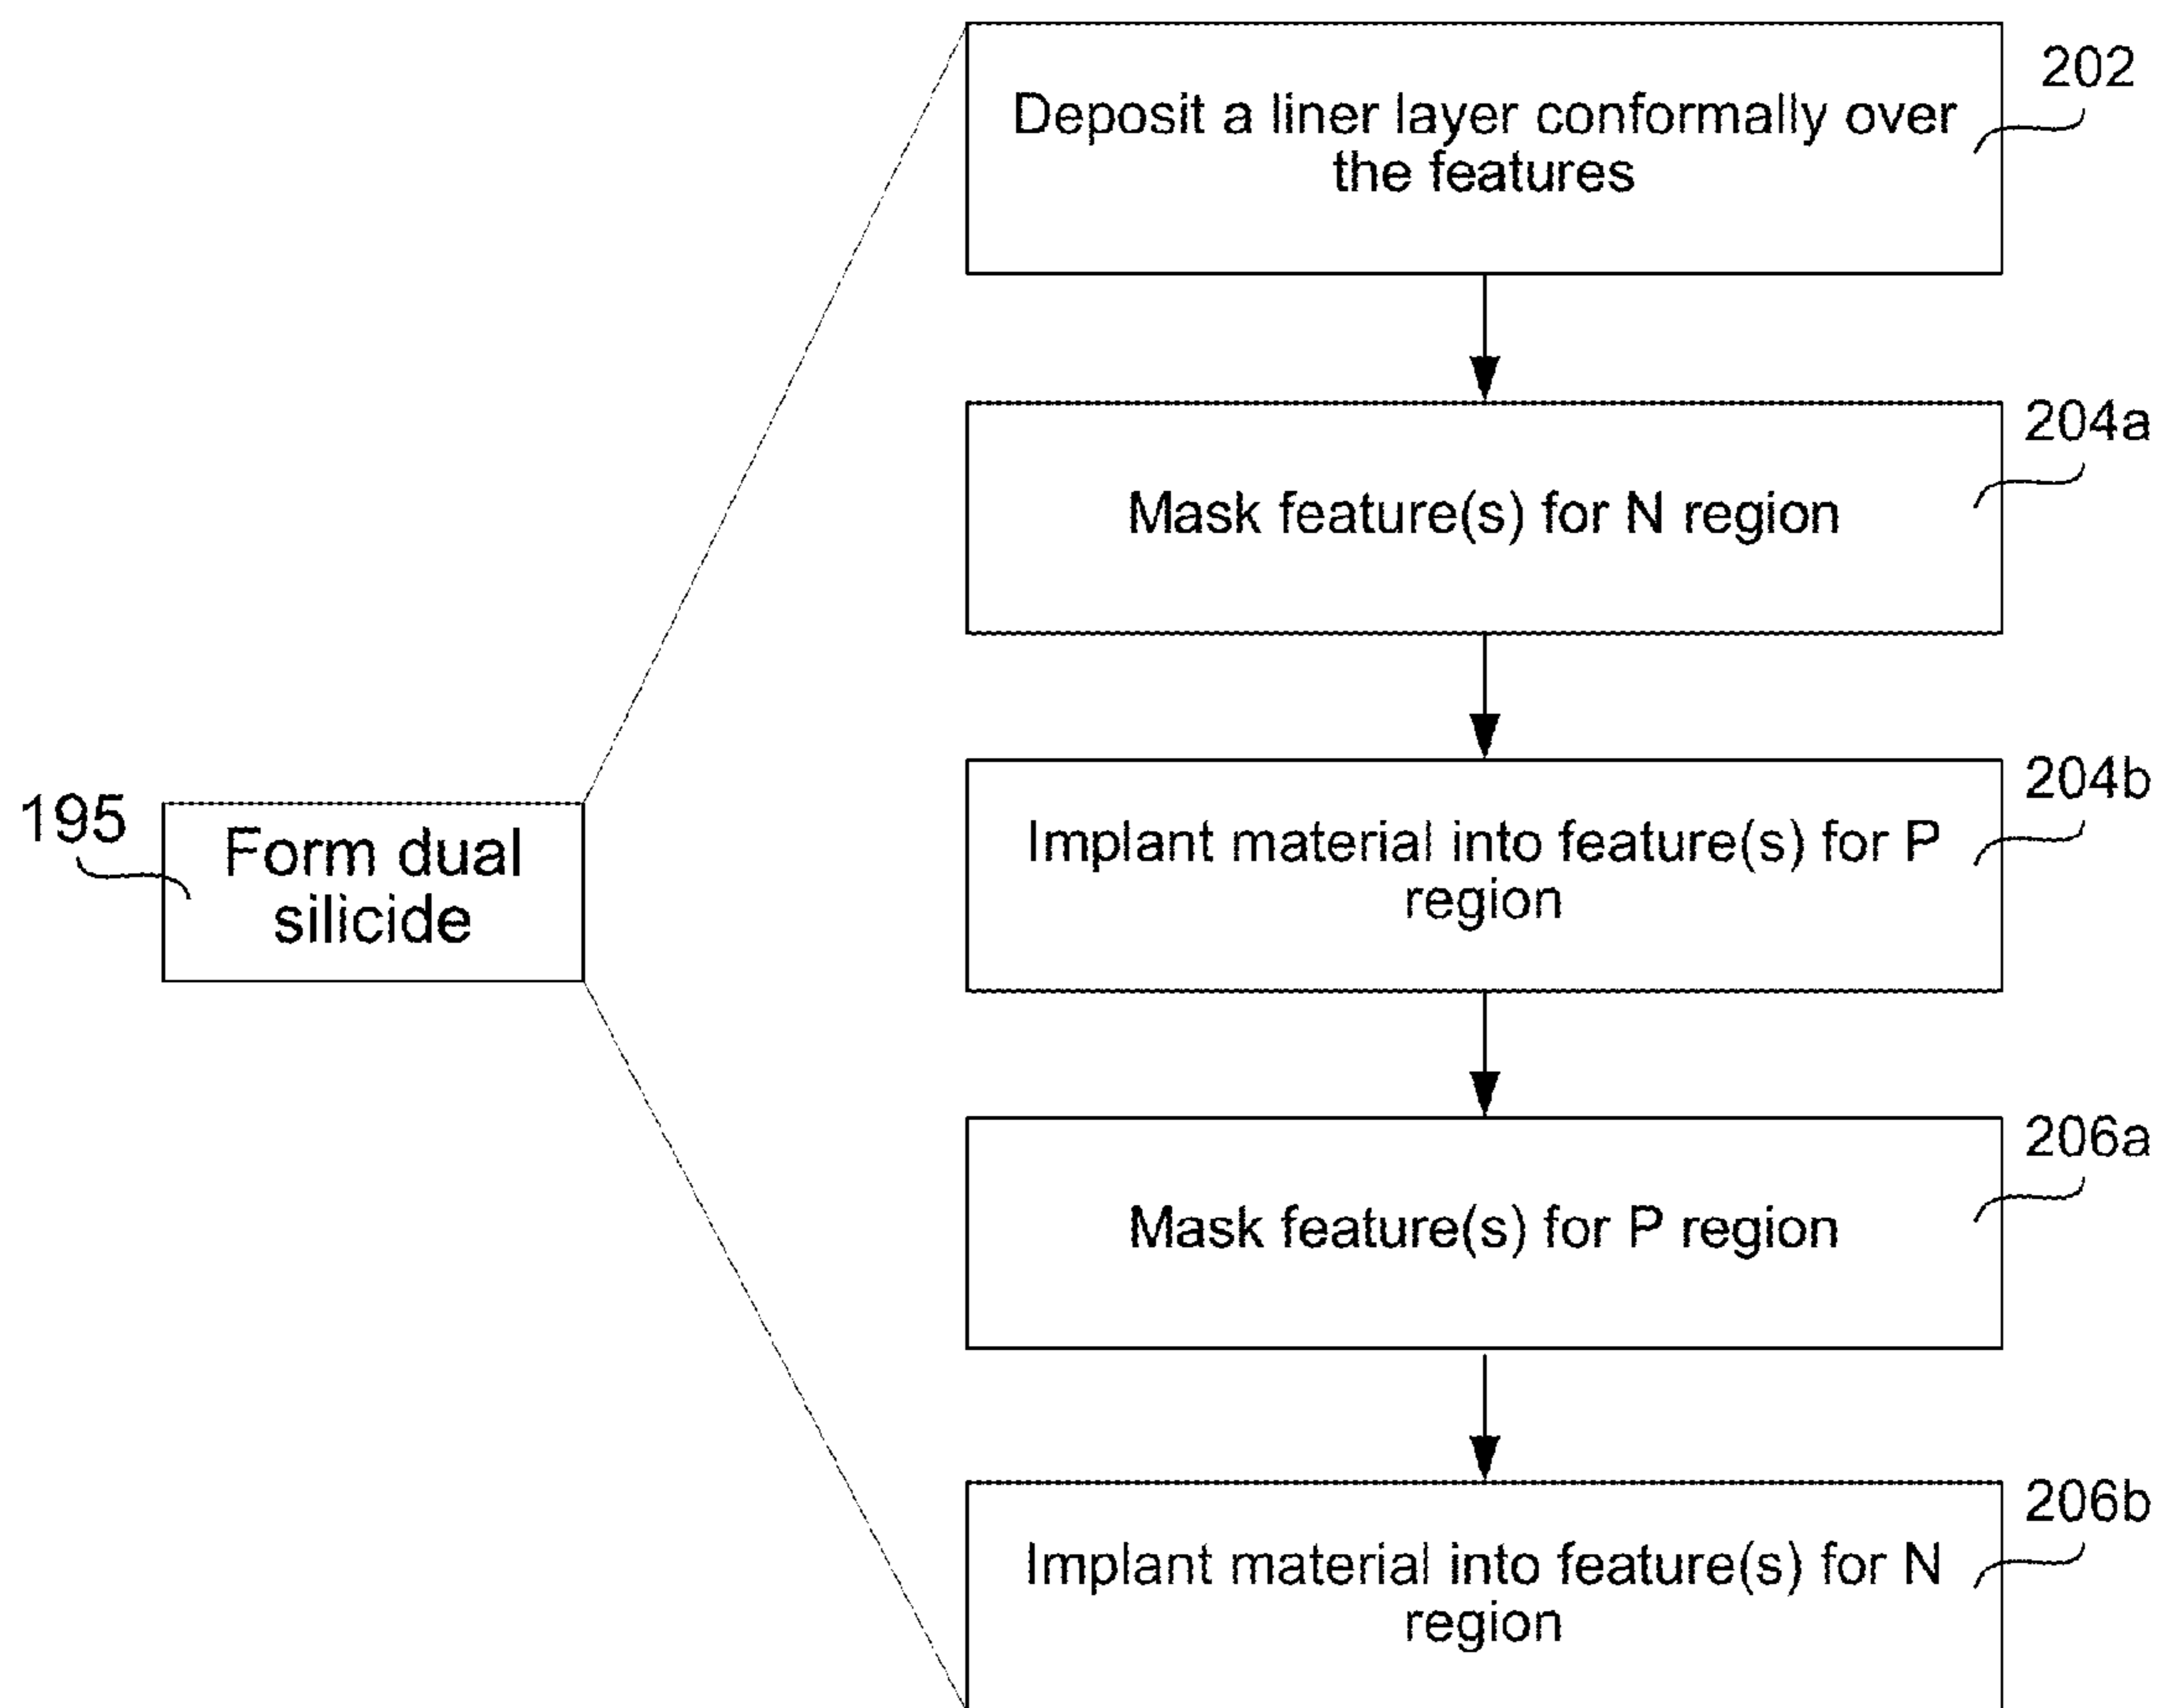 202
Deposit a liner layer conformally over
the features
204a
Mask feature(s) for N region
204b
Implant material into feature(s) for P
region
195
Form dual
silicide
206a
Mask feature(s) for P region
206b
Implant material into feature(s) for N
region